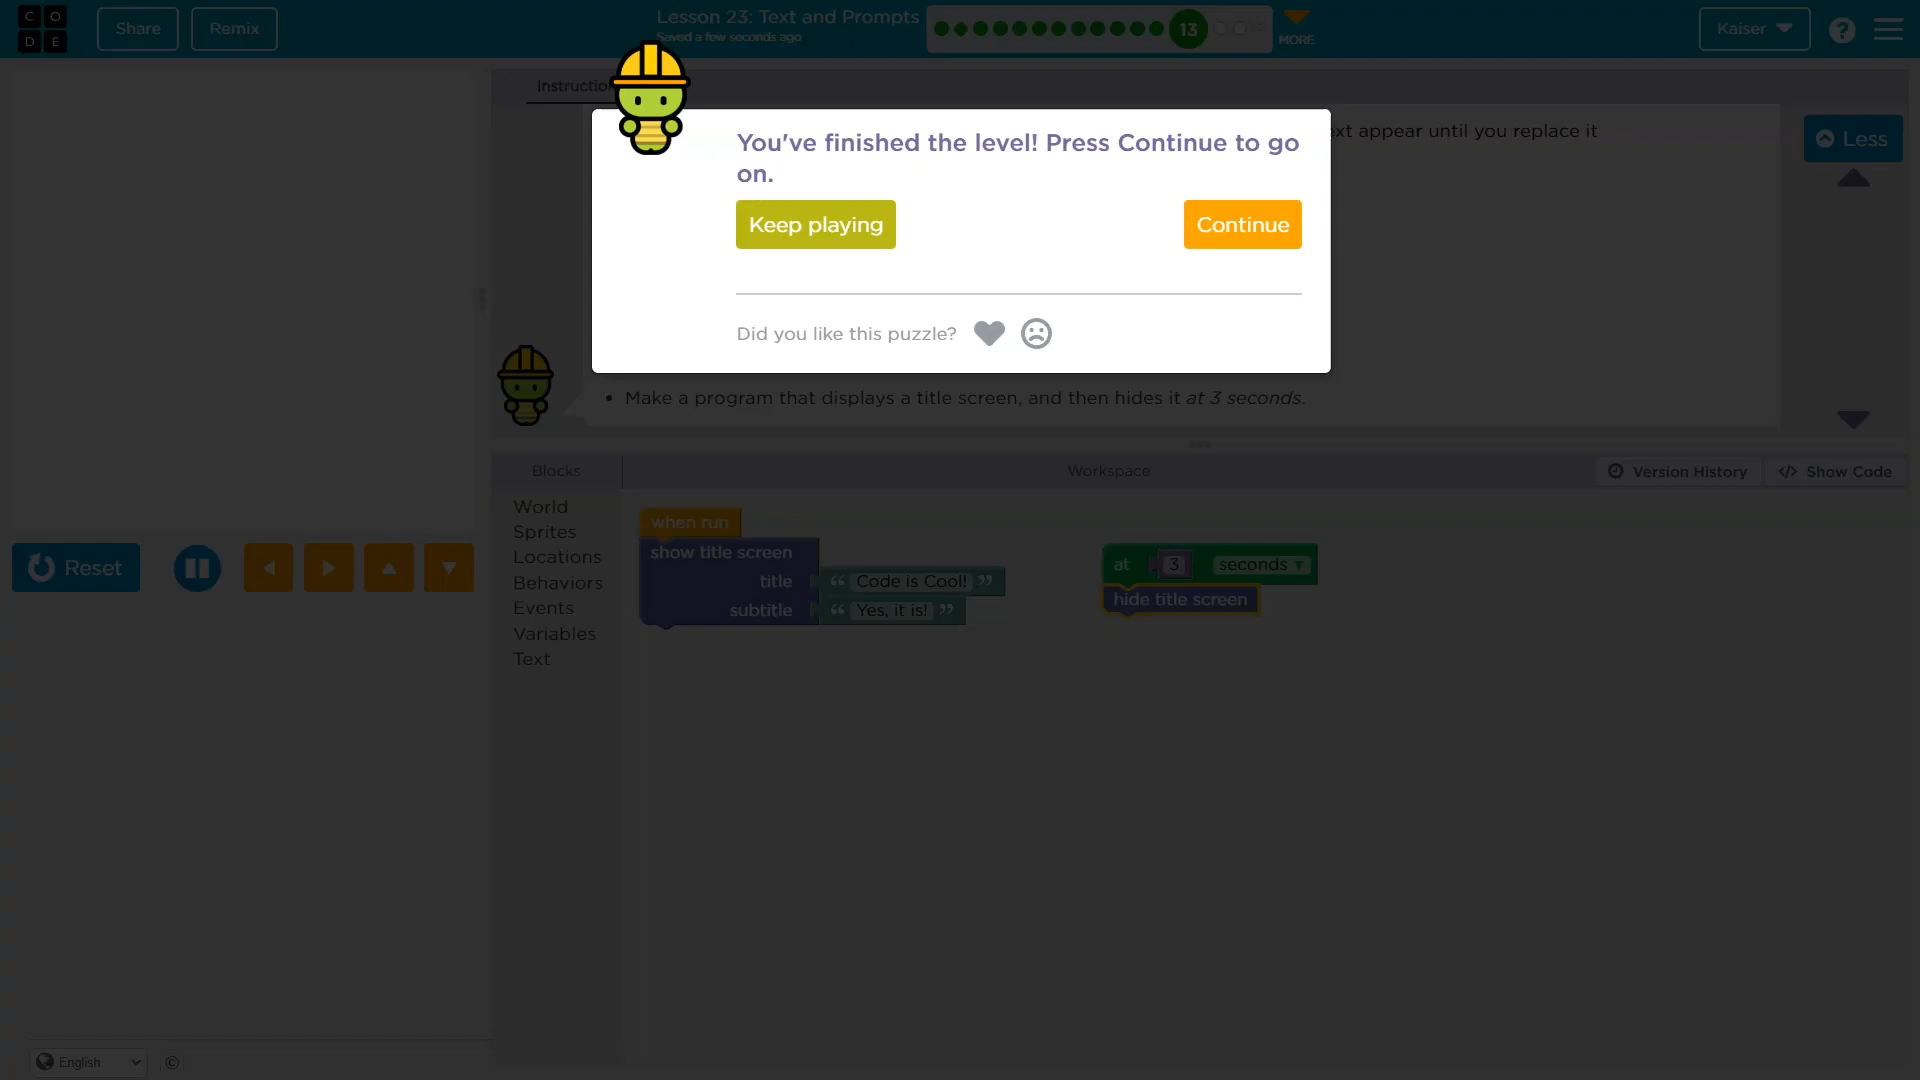 C O
D E
Share
Remix
Lesson 23: Text and Prompts
Saved a few seconds ago
13
MORE
Kaiser
?
Instruction
ext appear until you replace it
Less
You've finished the level! Press Continue to go
on.
Keep playing
Continue
Did you like this puzzle?
Make a program that displays a title screen, and then hides it at 3 seconds.
Blocks
Workspace
Version History
Show Code
World
Sprites
Locations
Behaviors
Events
Variables
Text
when run
show title screen
title “ Code is Cool! ”
subtitle “ Yes, it is! ”
at 3 seconds
hide title screen
Reset
English
©